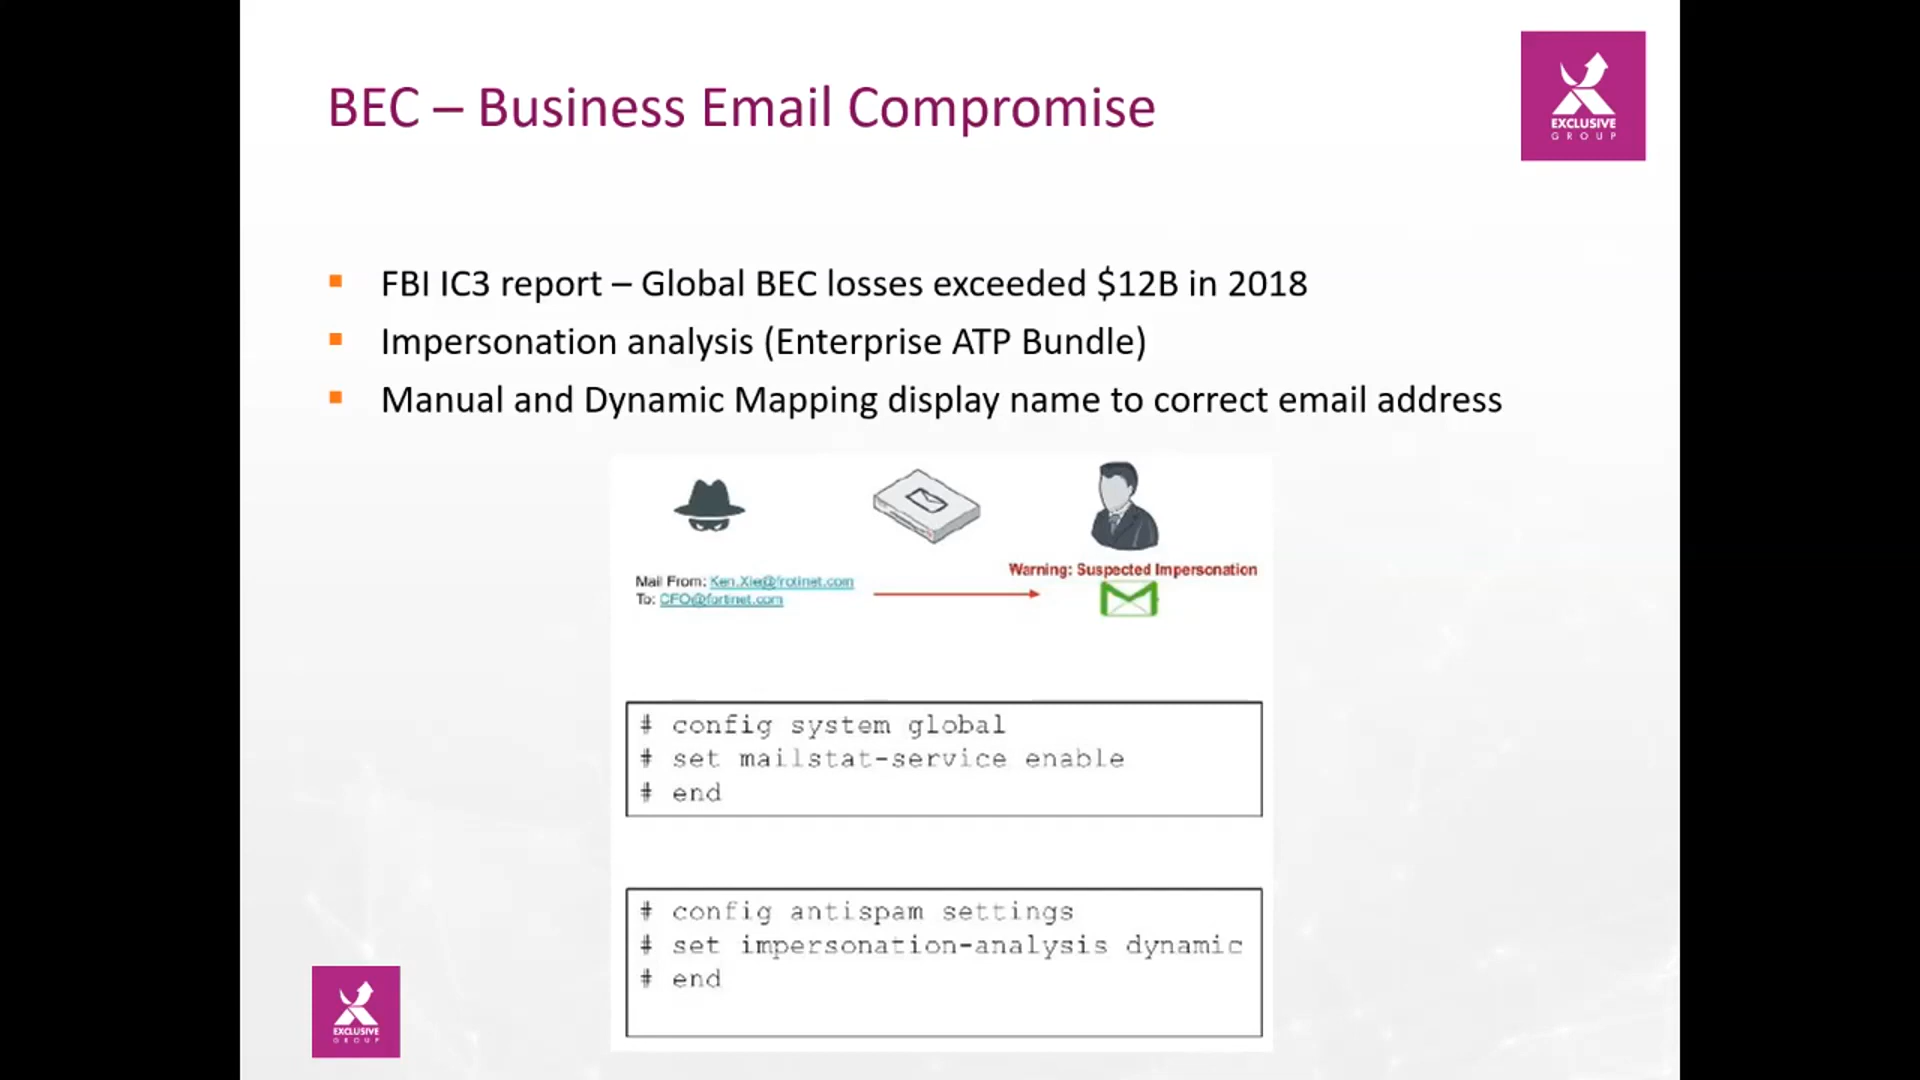 BEC – Business Email Compromise
EXCLUSIVE
GROUP
FBI IC3 report – Global BEC losses exceeded $12B in 2018
Impersonation analysis (Enterprise ATP Bundle)
Manual and Dynamic Mapping display name to correct email address
Mail From: Ken.Xie@frotinet.com
To: CFO@fortinet.com
Warning: Suspected Impersonation
# config system global
# set mailstat-service enable
# end
# config antispam settings
# set impersonation-analysis dynamic
# end
EXCLUSIVE
GROUP